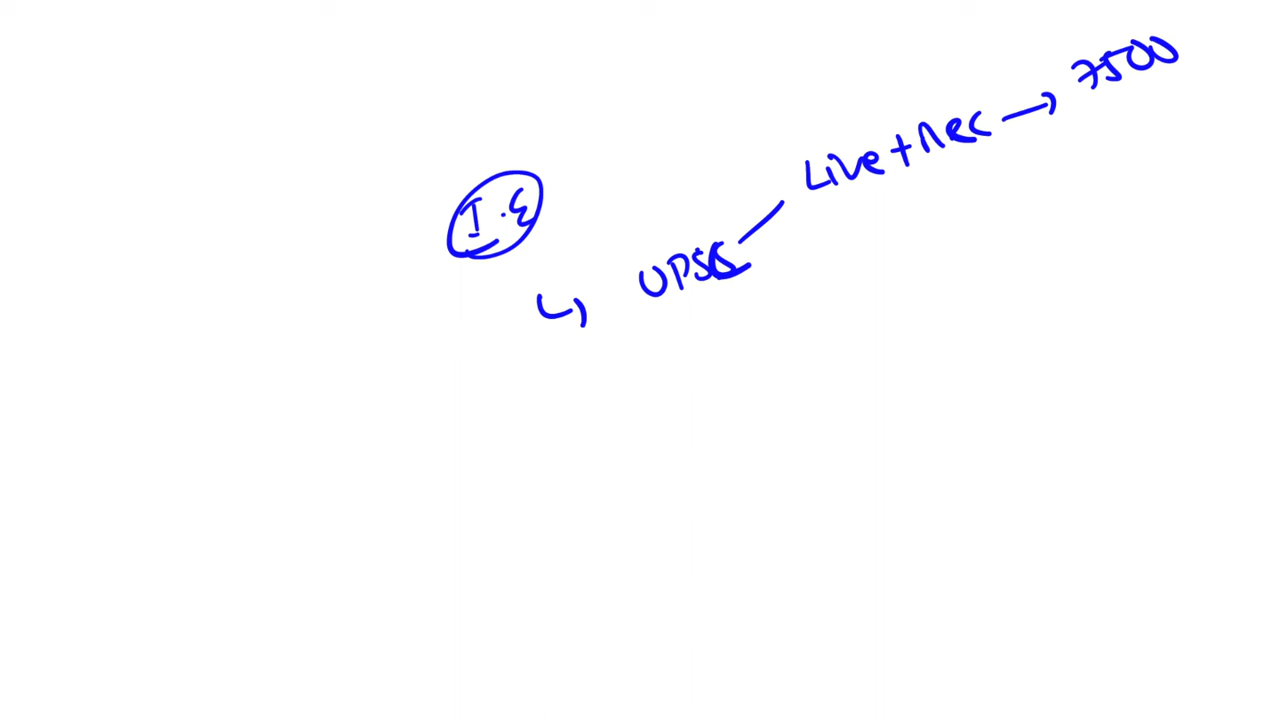 I.E
↳ UPSC
Live + Rec → 7500